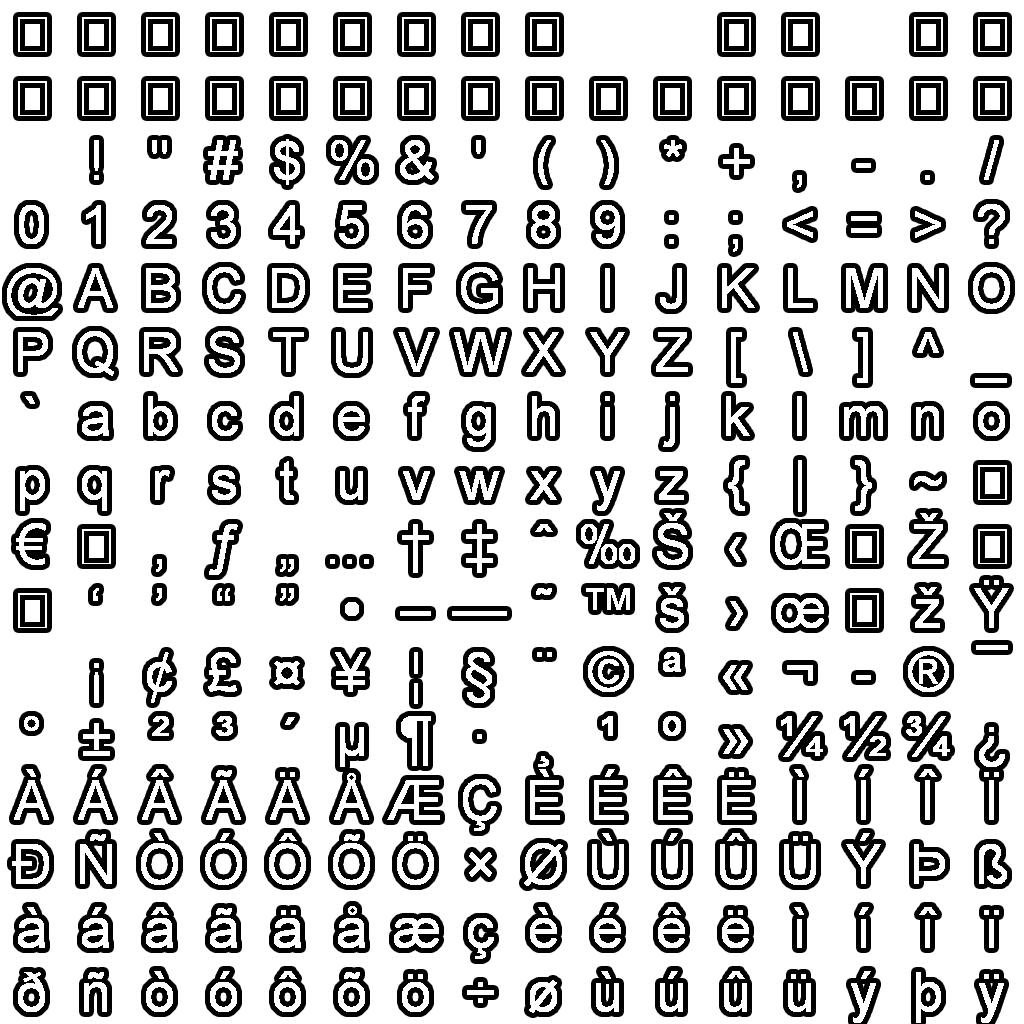 □ □ □ □ □ □ □ □ □ □ □ □ □
□ □ □ □ □ □ □ □ □ □ □ □ □ □ □ □
! " # $ % & ' ( ) * + , - . /
0 1 2 3 4 5 6 7 8 9 : ; < = > ?
@ A B C D E F G H I J K L M N O
P Q R S T U V W X Y Z [ \ ] ^ _
` a b c d e f g h i j k l m n o
p q r s t u v w x y z { | } ~ □
€ □ ‚ ƒ „ … † ‡ ˆ ‰ Š ‹ Œ □ Ž □
□ ‘ ’ “ ” • – — ˜ ™ š › œ □ ž Ÿ
¡ ¢ £ ¤ ¥ ¦ § ¨ © ª « ¬ - ® ¯
° ± ² ³ ´ µ ¶ · ¸ ¹ º » ¼ ½ ¾ ¿
À Á Â Ã Ä Å Æ Ç È É Ê Ë Ì Í Î Ï
Ð Ñ Ò Ó Ô Õ Ö × Ø Ù Ú Û Ü Ý Þ ß
à á â ã ä å æ ç è é ê ë ì í î ï
ð ñ ò ó ô õ ö ÷ ø ù ú û ü ý þ ÿ